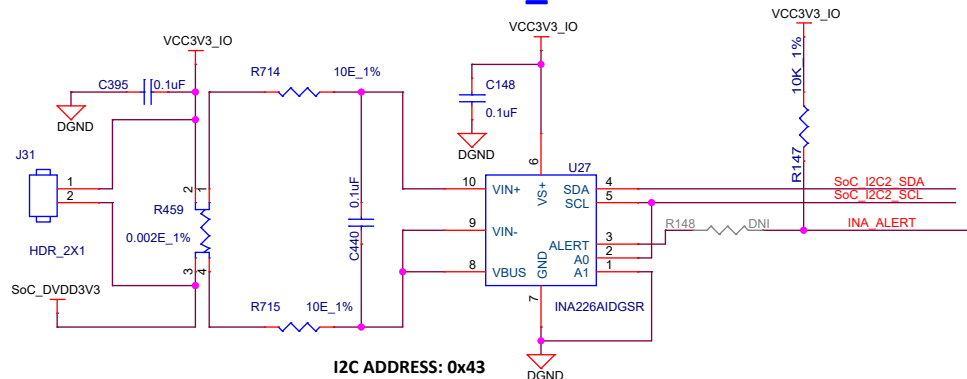 VCC3V3_IO
VCC3V3_IO
VCC3V3_IO
C395
0.1uF
DGND
R714
10E_1%
C148
0.1uF
DGND
10K_1%
R147
J31
1
2
HDR_2X1
2
1
R459
0.002E_1%
3
4
SoC_DVDD3V3
0.1uF
C440
R715
10E_1%
U27
6
VS+
10
VIN+
9
VIN-
8
VBUS
SDA
4
SCL
5
ALERT
3
A0
2
A1
1
GND
7
INA226AIDGSR
DGND
SoC_I2C2_SDA
SoC_I2C2_SCL
R148
DNI
INA_ALERT
I2C ADDRESS: 0x43